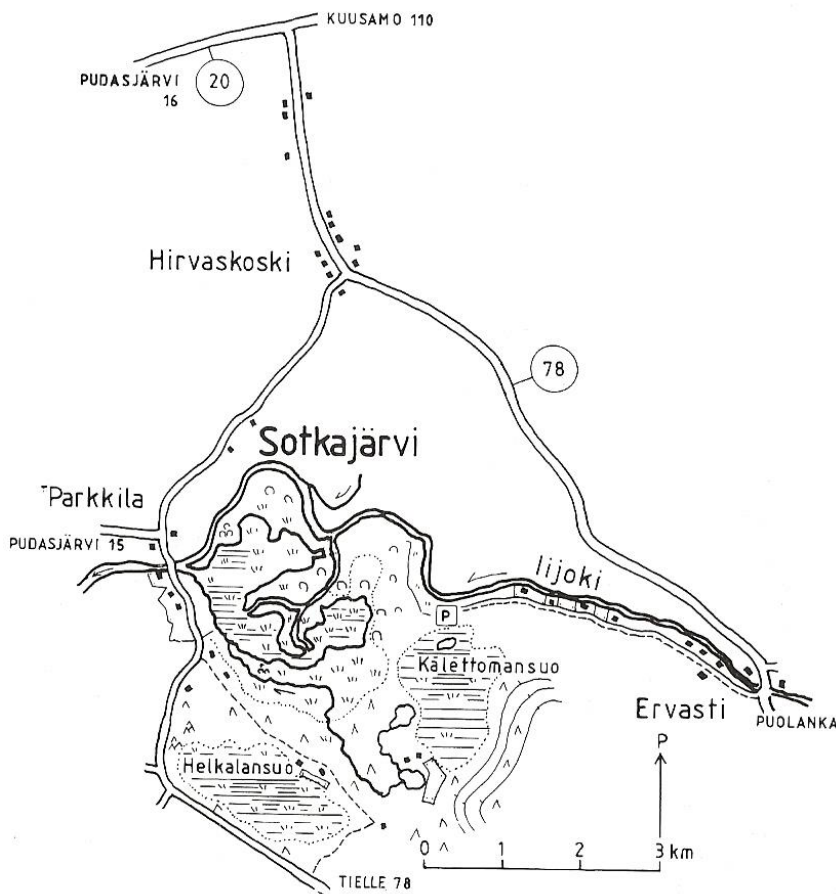 KUUSAMO 110
20
PUDASJÄRVI
16
Hirvaskoski
78
Sotkajärvi
Parkkila
PUDASJÄRVI 15
Iijoki
P
Kälettömansuo
Ervasti
PUOLANKA
P
Helkalansuo
0 1 2 3 km
TIELLE 78